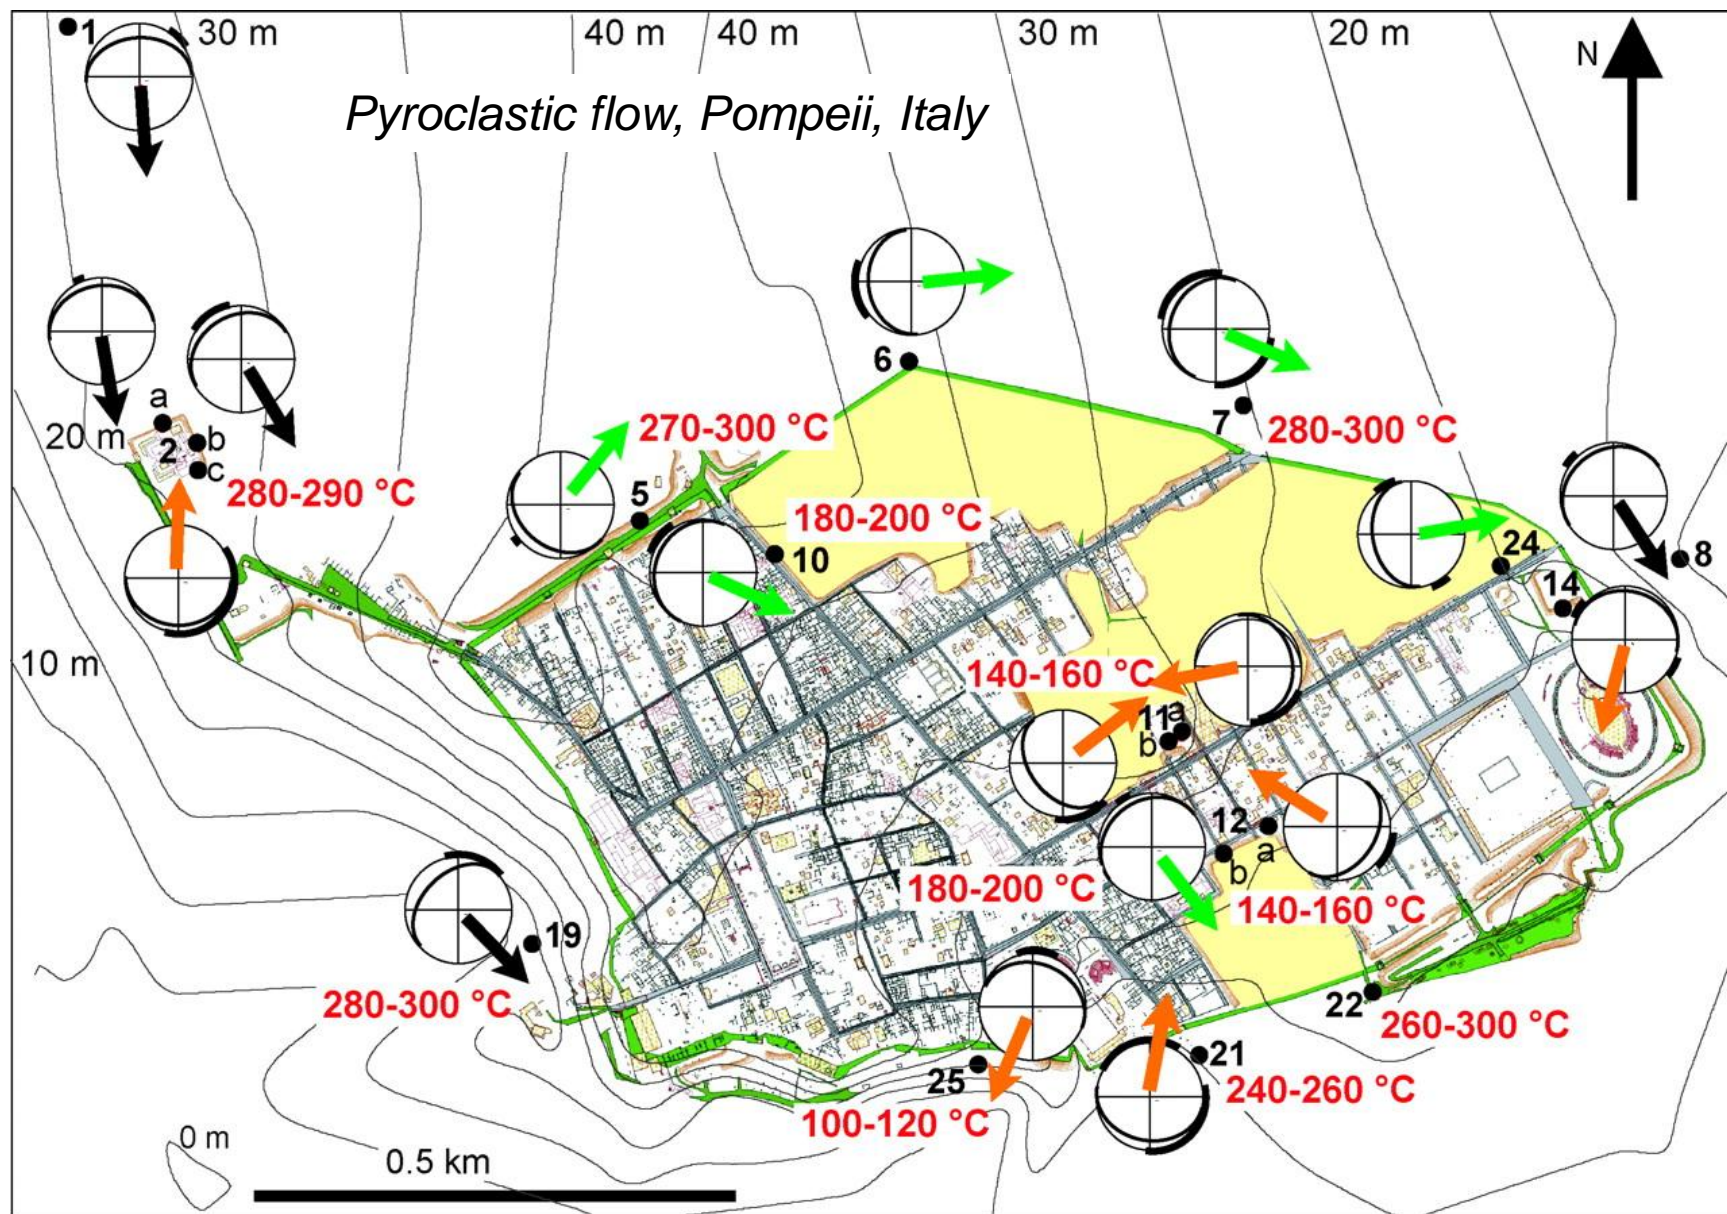 1
30 m
40 m
40 m
30 m
20 m
N
Pyroclastic flow, Pompeii, Italy
6
7
a
20 m
2
b
c
280-290 °C
5
270-300 °C
280-300 °C
180-200 °C
10
24
8
14
10 m
140-160 °C
11
a
b
12
a
b
180-200 °C
140-160 °C
19
280-300 °C
22
260-300 °C
25
21
240-260 °C
100-120 °C
0 m
0.5 km